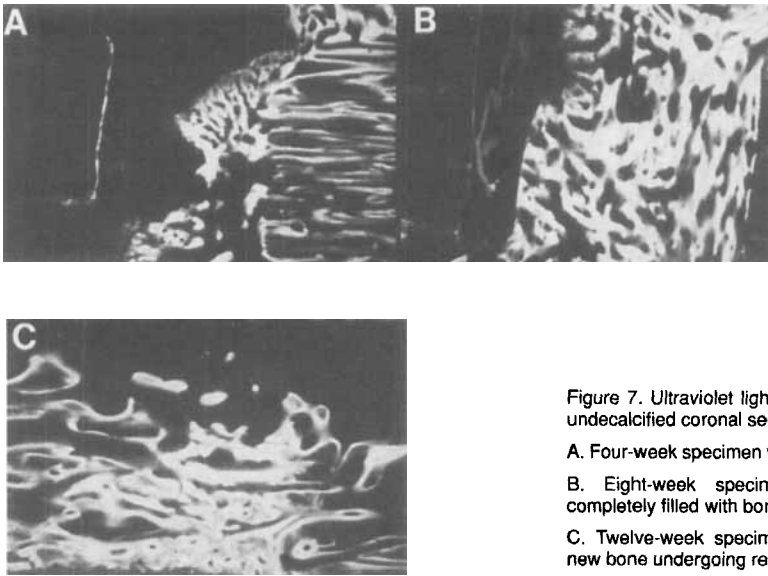 A
B
C
Figure 7. Ultraviolet ligh
undecalcified coronal se
A. Four-week specimen
B. Eight-week specim
completely filled with bor
C. Twelve-week specim
new bone undergoing re